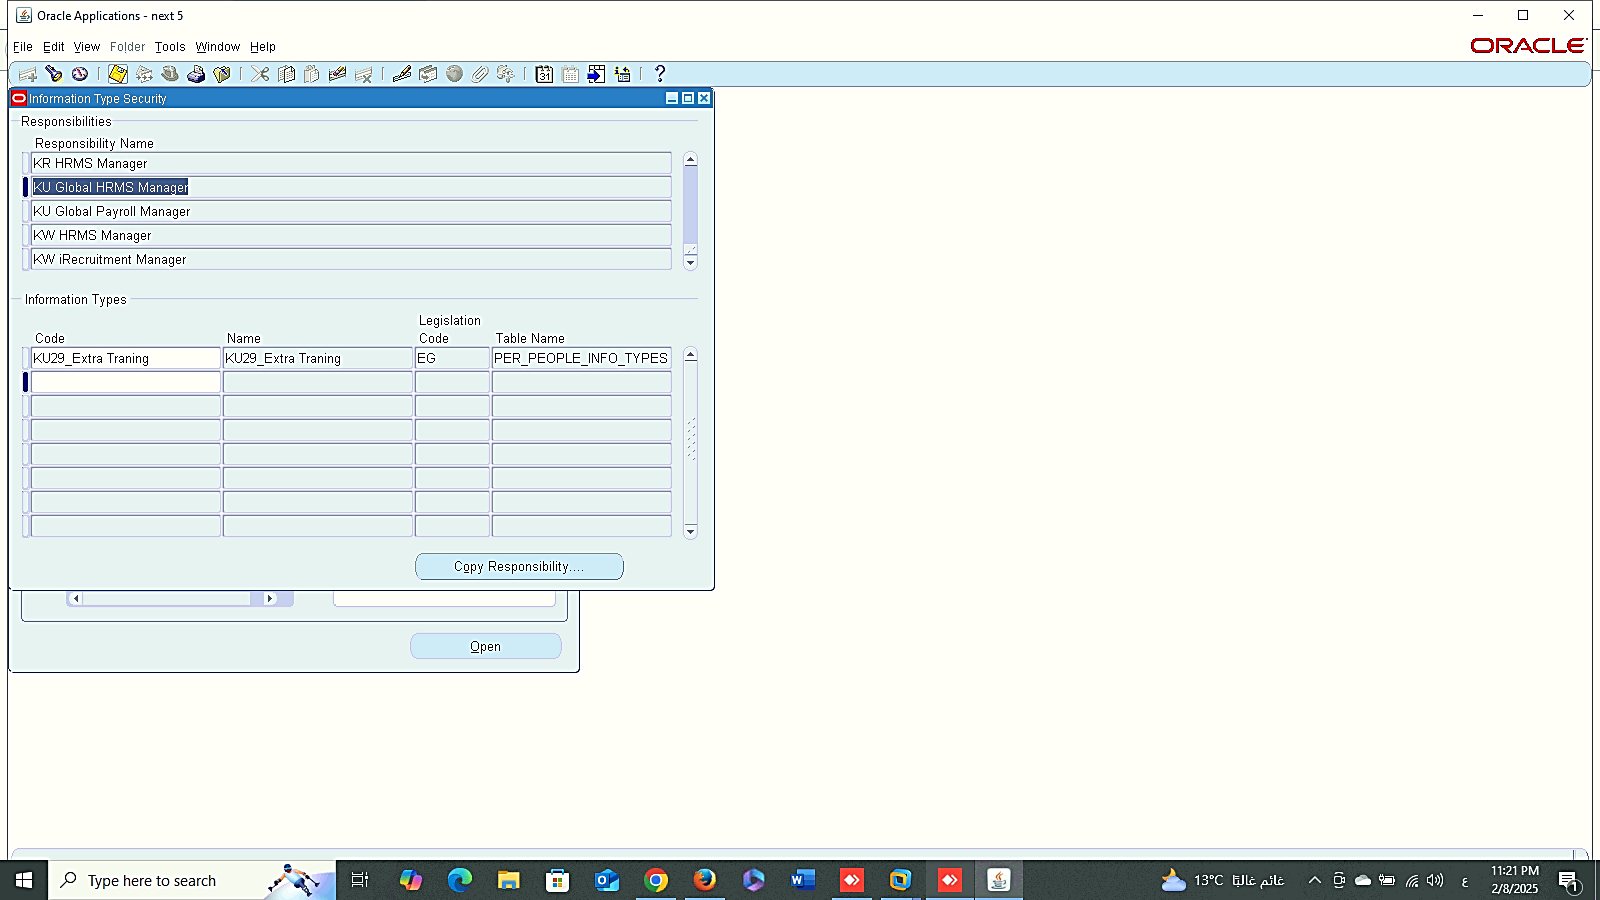 Oracle Applications - next 5
File Edit View Folder Tools Window Help
ORACLE
Information Type Security
Responsibilities
Responsibility Name
KR HRMS Manager
KU Global HRMS Manager
KU Global Payroll Manager
KW HRMS Manager
KW iRecruitment Manager
Information Types
Legislation
Code Name Code Table Name
KU29_Extra Traning KU29_Extra Traning EG PER_PEOPLE_INFO_TYPES
Copy Responsibility....
Open
Type here to search
13°C غائم غالبًا
ع
11:21 PM
2/8/2025
1
31